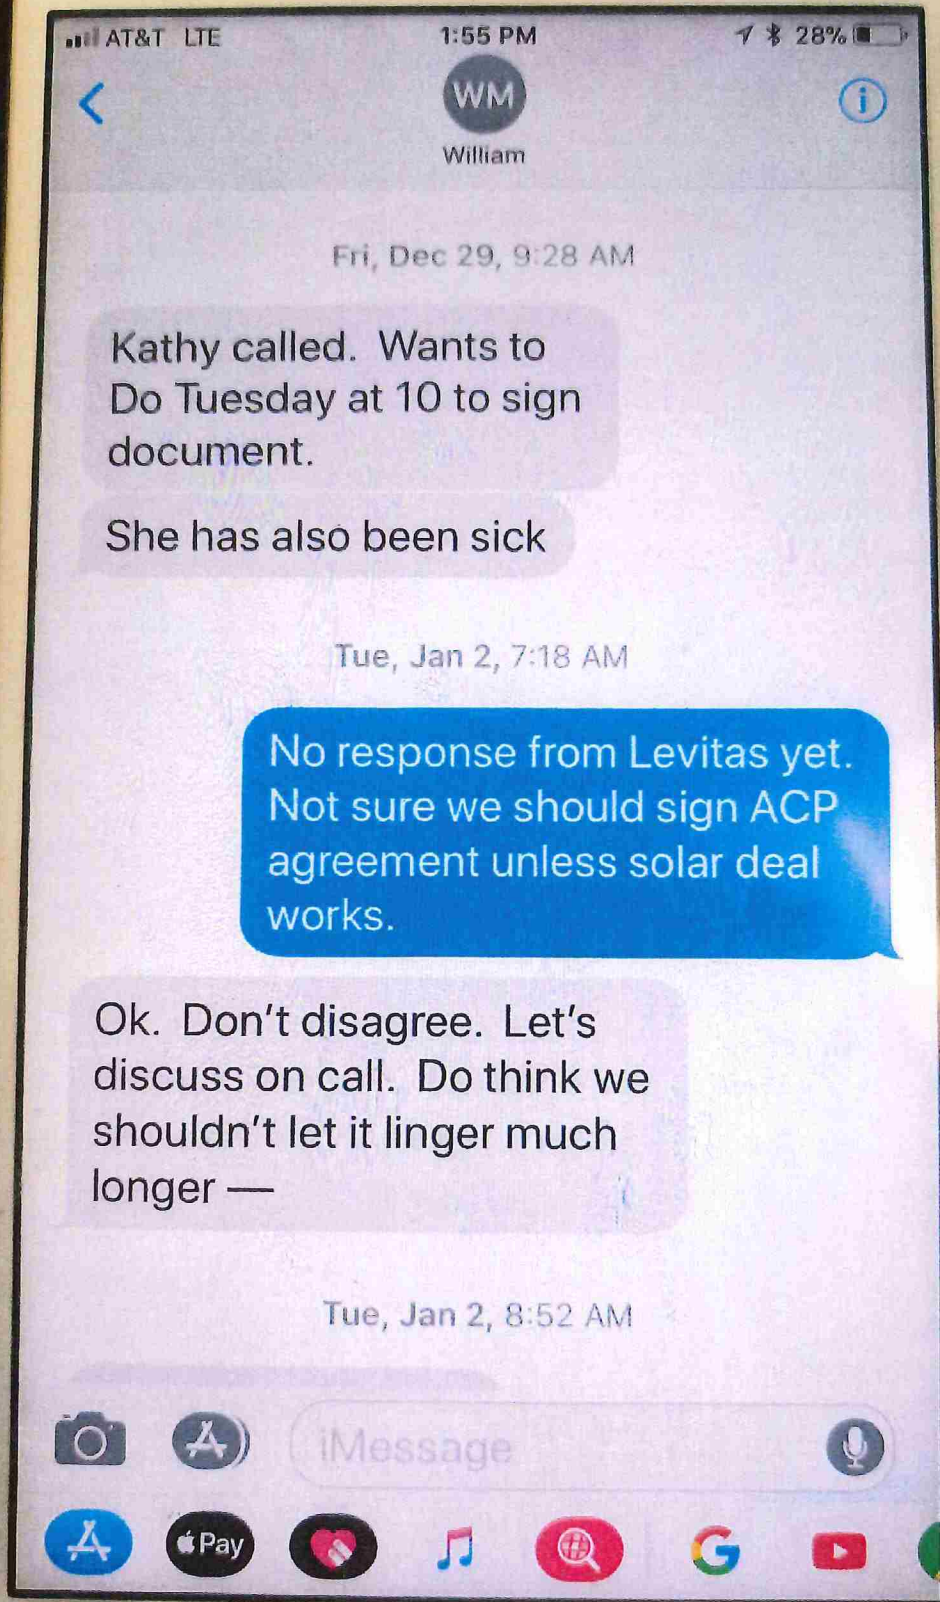 AT&T LTE 1:55 PM 28%
WM
William
Fri, Dec 29, 9:28 AM
Kathy called. Wants to
Do Tuesday at 10 to sign
document.
She has also been sick
Tue, Jan 2, 7:18 AM
No response from Levitas yet.
Not sure we should sign ACP
agreement unless solar deal
works.
Ok. Don't disagree. Let's
discuss on call. Do think we
shouldn't let it linger much
longer —
Tue, Jan 2, 8:52 AM
iMessage
Pay